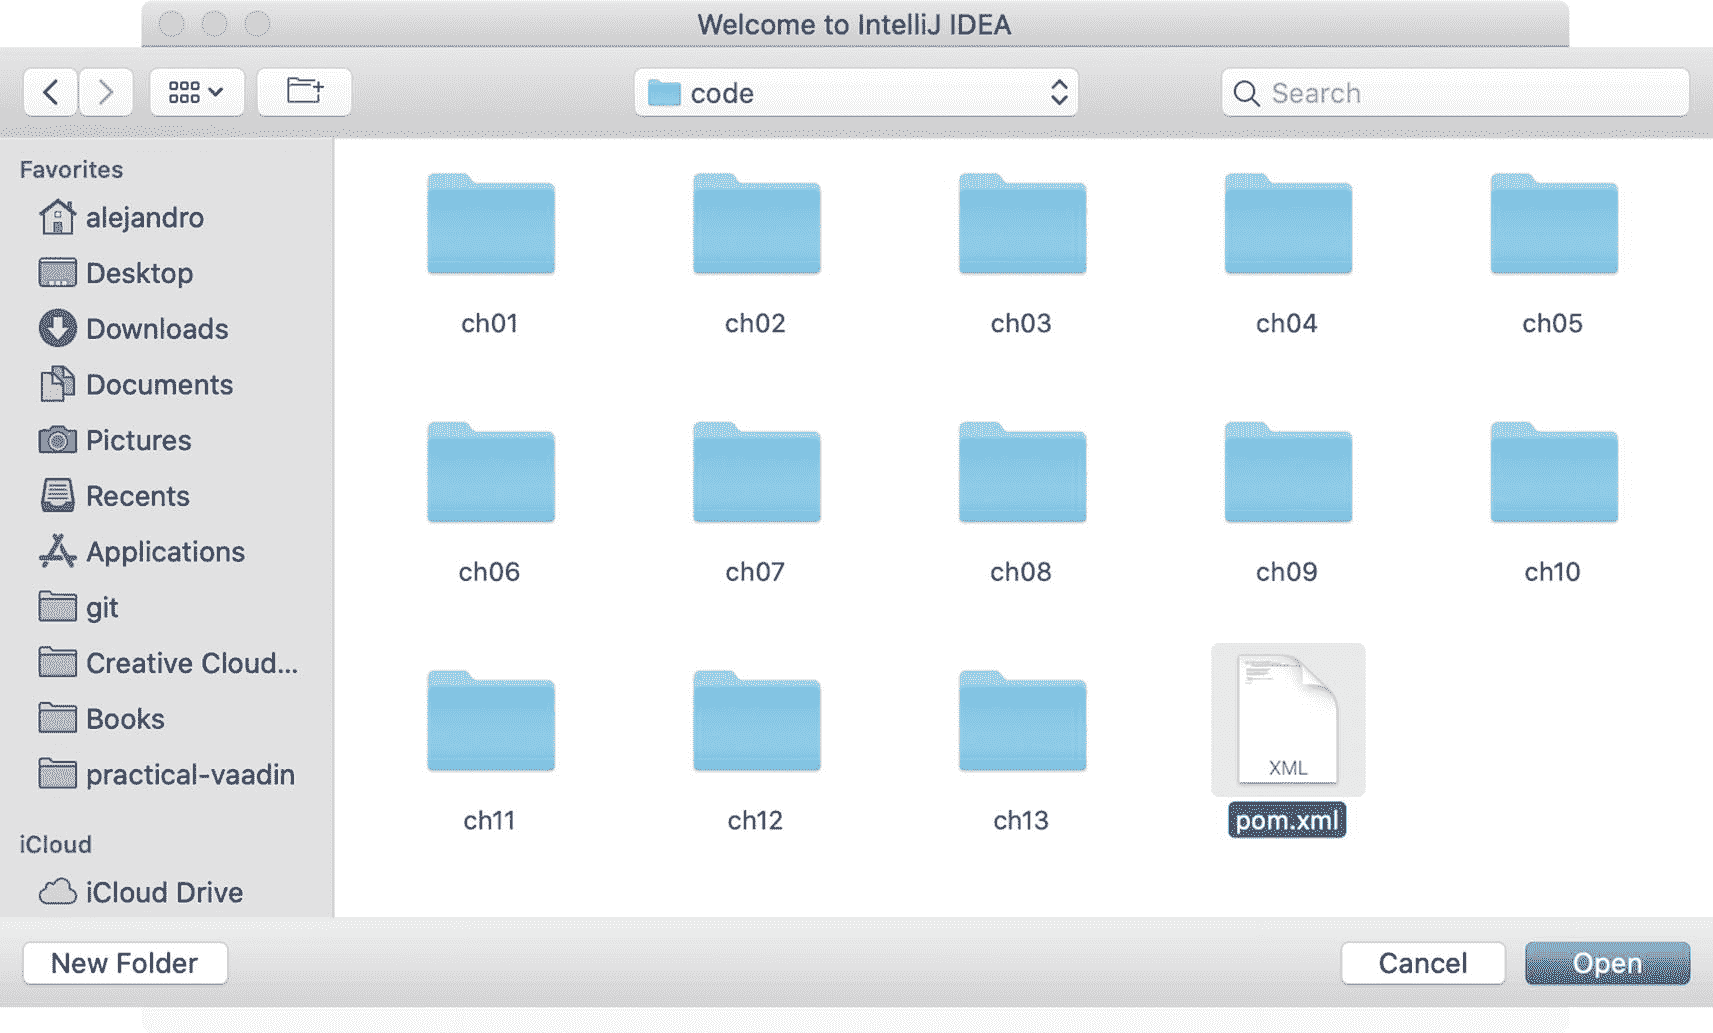 Welcome to IntelliJ IDEA
code
Search
Favorites
alejandro
Desktop
Downloads
Documents
Pictures
Recents
Applications
git
Creative Cloud...
Books
practical-vaadin
iCloud
iCloud Drive
ch01 ch02 ch03 ch04 ch05
ch06 ch07 ch08 ch09 ch10
XML
ch11 ch12 ch13 pom.xml
New Folder Cancel Open